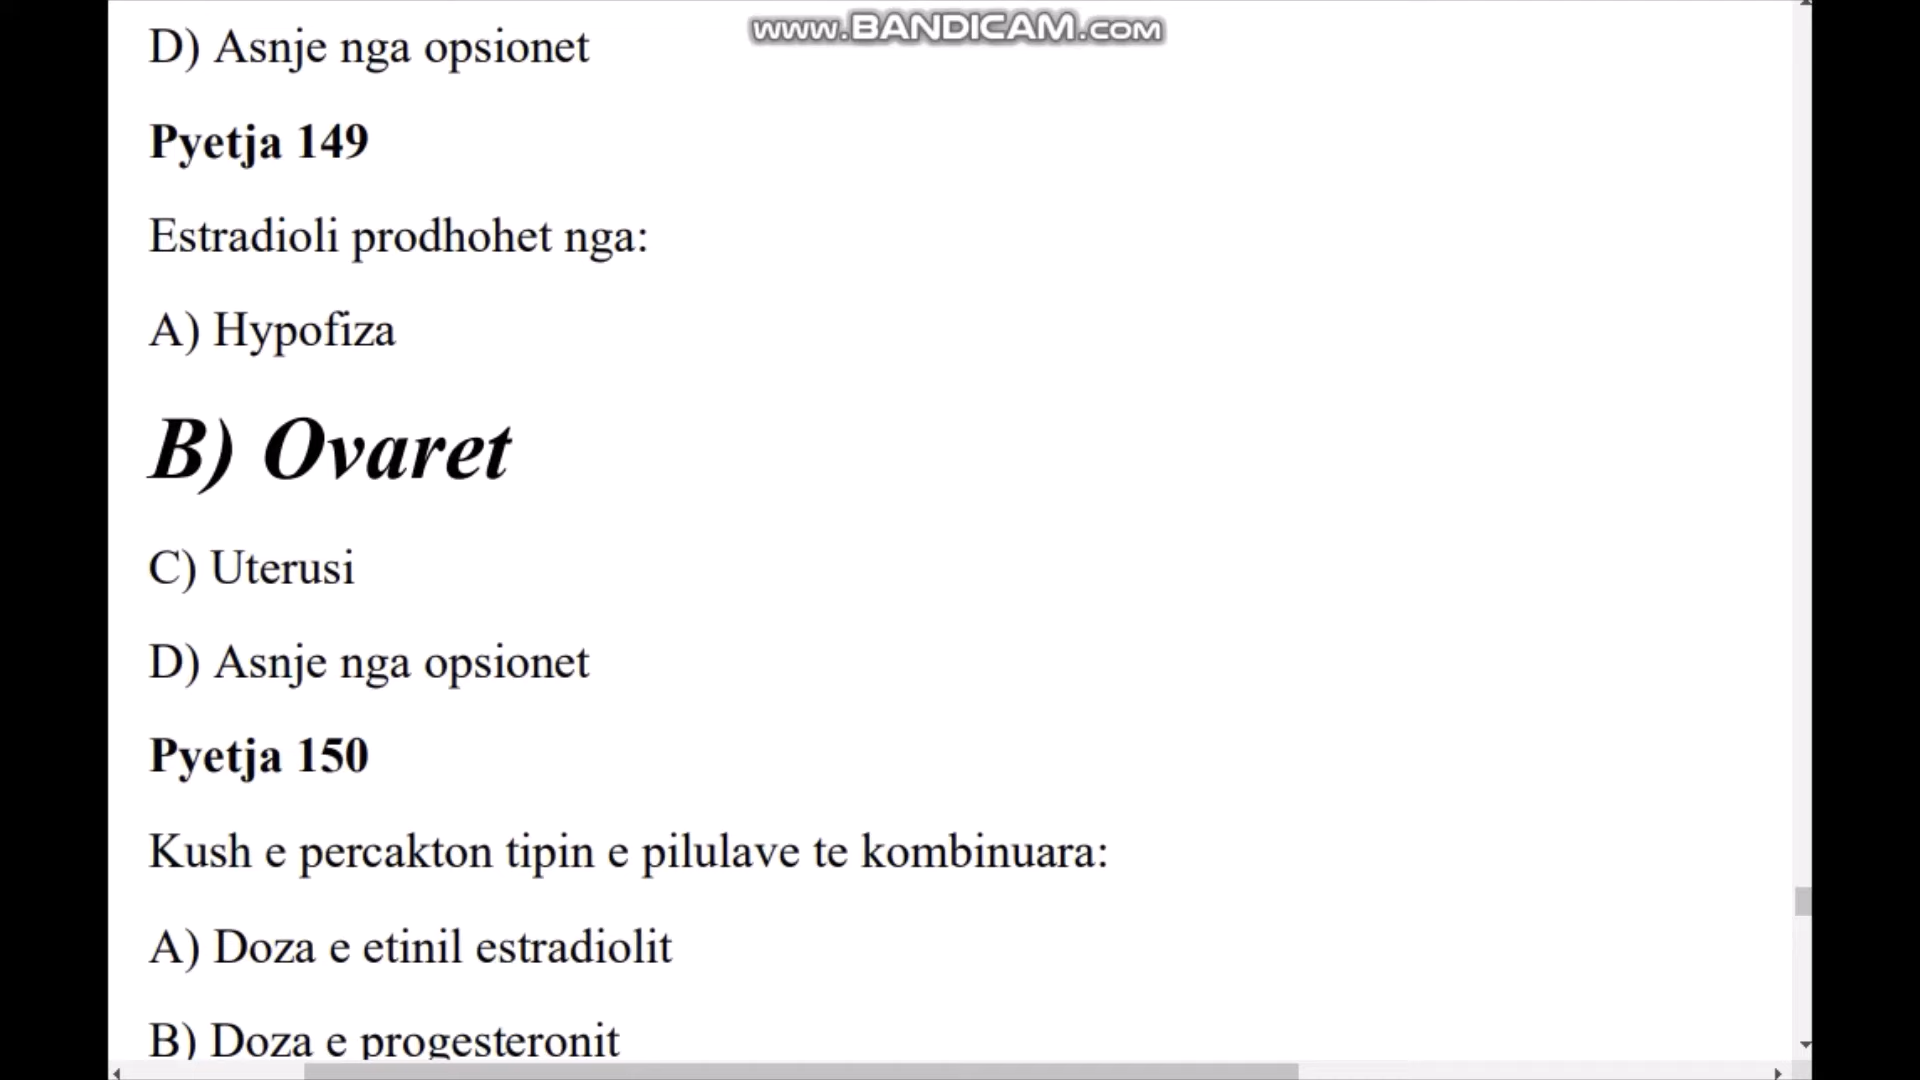 www.BANDICAM.com
D) Asnje nga opsionet
Pyetja 149
Estradioli prodhohet nga:
A) Hypofiza
B) Ovaret
C) Uterusi
D) Asnje nga opsionet
Pyetja 150
Kush e percakton tipin e pilulave te kombinuara:
A) Doza e etinil estradiolit
B) Doza e progesteronit